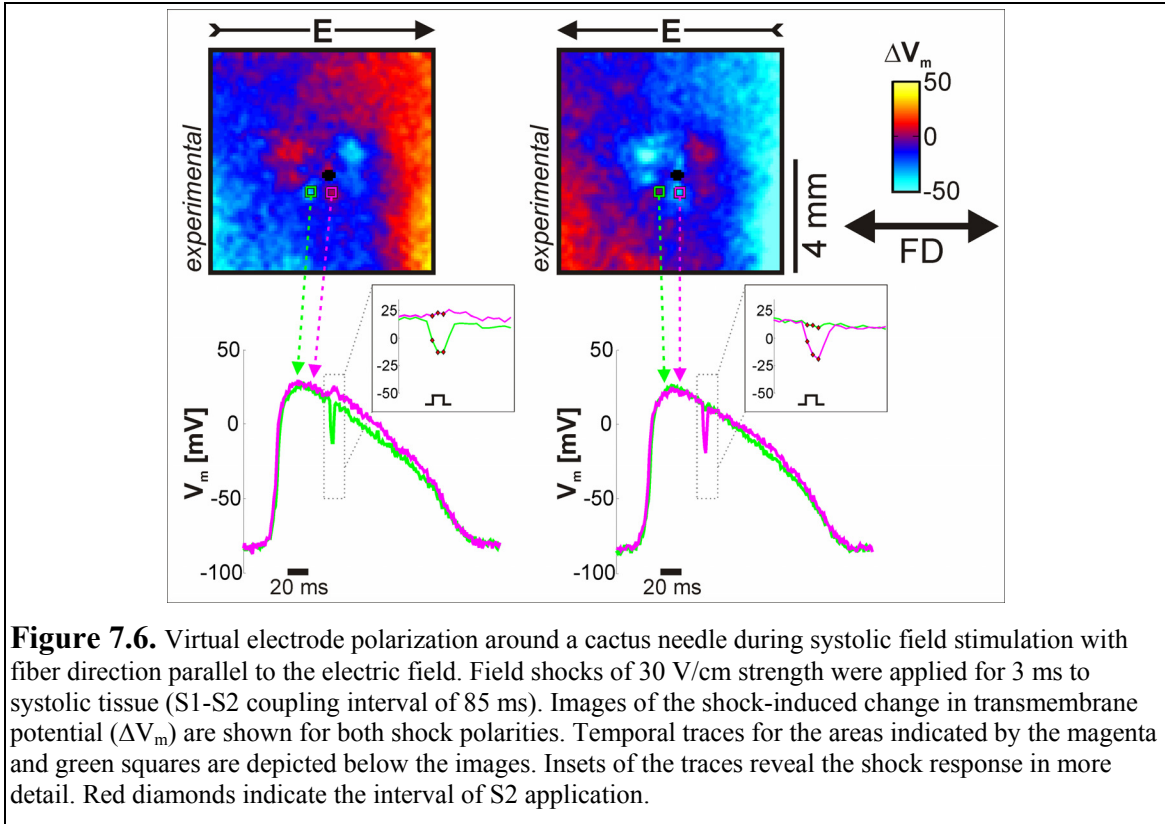 E
E
ΔVm
50
0
-50
experimental
experimental
4 mm
FD
25
0
-25
-50
25
0
-25
-50
50
0
-50
-100
Vm [mV]
20 ms
50
0
-50
-100
Vm [mV]
20 ms
Figure 7.6. Virtual electrode polarization around a cactus needle during systolic field stimulation with
fiber direction parallel to the electric field. Field shocks of 30 V/cm strength were applied for 3 ms to
systolic tissue (S1-S2 coupling interval of 85 ms). Images of the shock-induced change in transmembrane
potential (ΔVm) are shown for both shock polarities. Temporal traces for the areas indicated by the magenta
and green squares are depicted below the images. Insets of the traces reveal the shock response in more
detail. Red diamonds indicate the interval of S2 application.